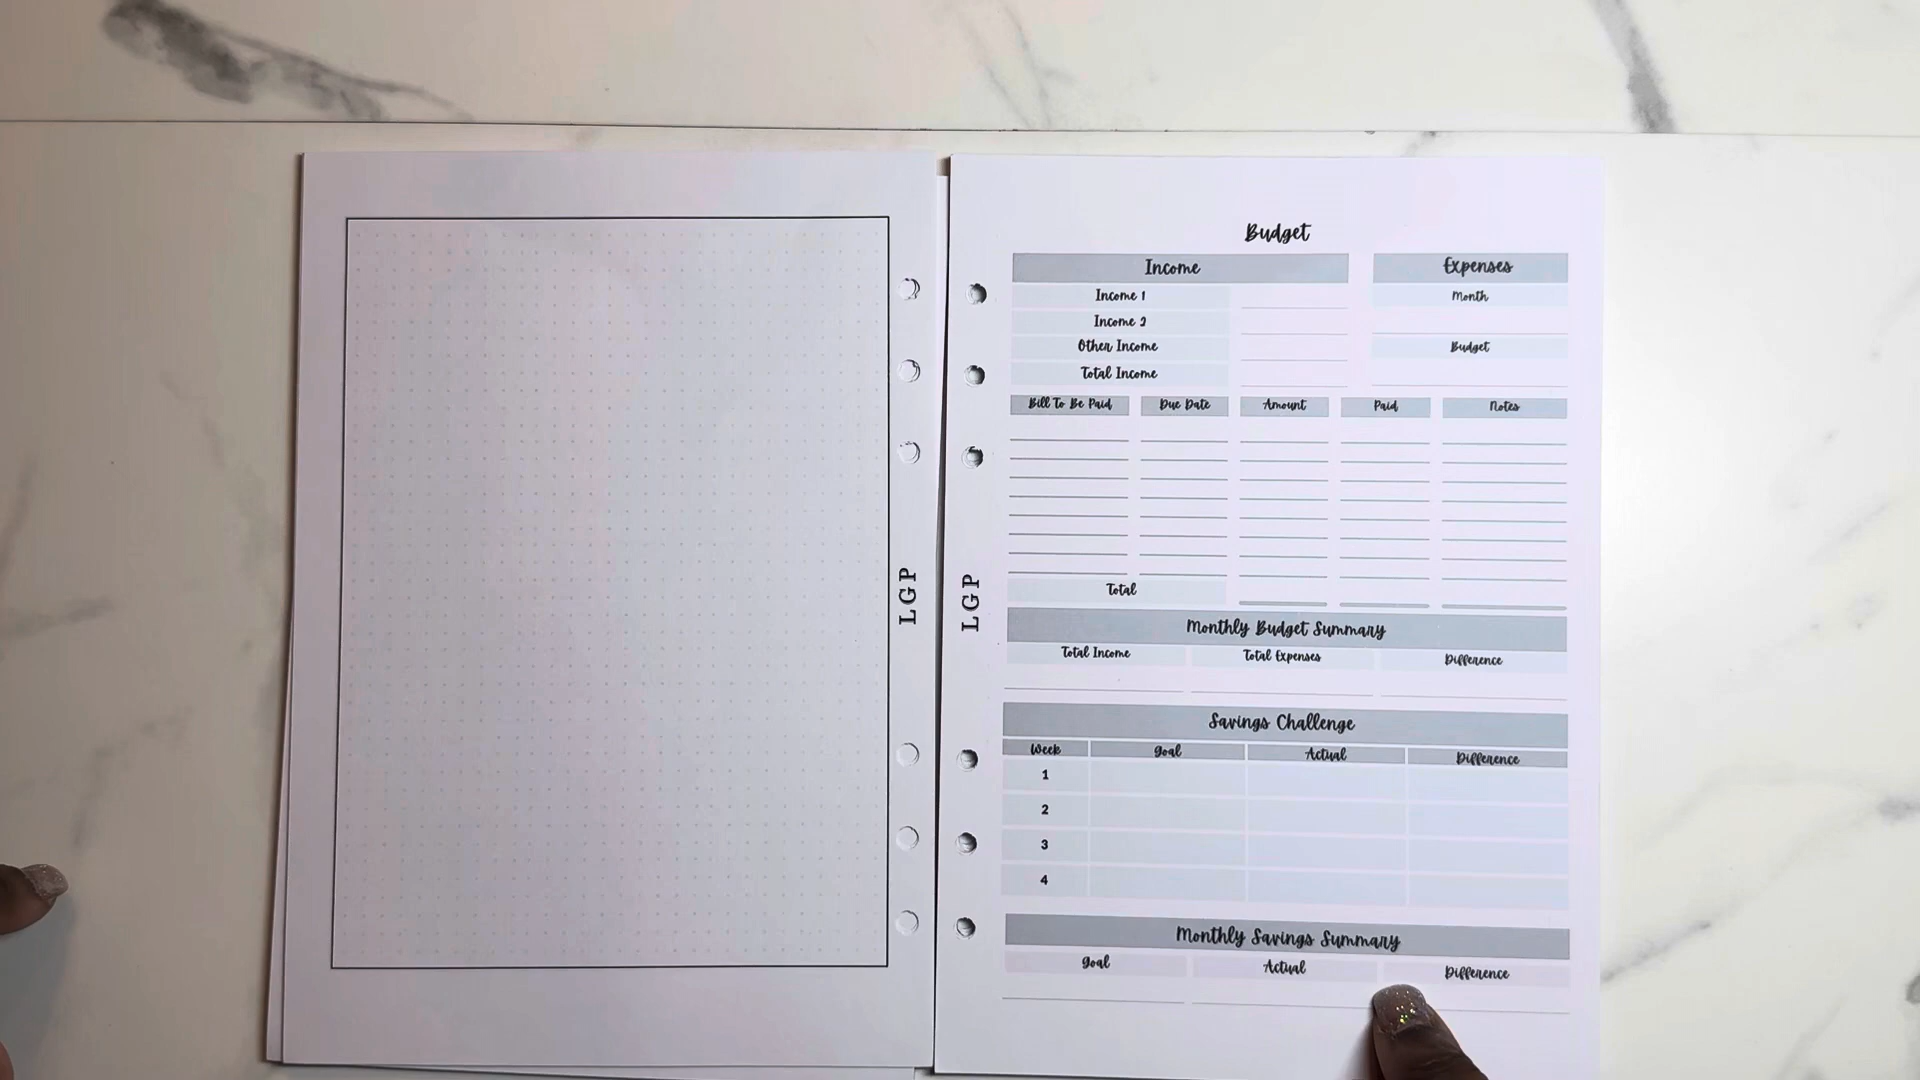 LGP
LGP
Budget
Income
Expenses
Income 1
Month
Income 2
Other Income
Budget
Total Income
Bill To Be Paid Due Date Amount Paid Notes
Total
Monthly Budget Summary
Total Income Total Expenses Difference
Savings Challenge
Week Goal Actual Difference
1
2
3
4
Monthly Savings Summary
Goal Actual Difference